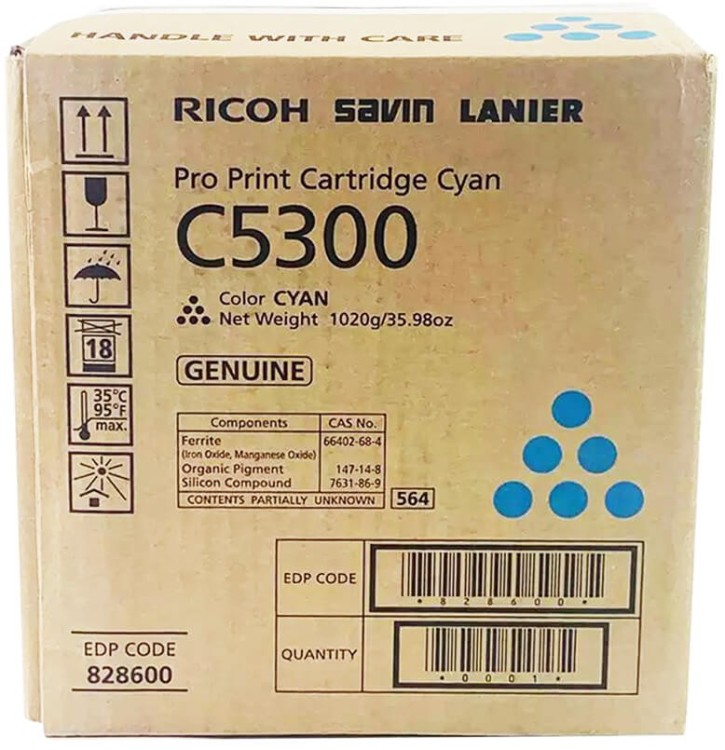 HANDLE WITH CARE
RICOH savin LANIER
Pro Print Cartridge Cyan
C5300
Color CYAN
Net Weight 1020g/35.98oz
GENUINE
18
35°C
95°F
max.
Components CAS No.
Ferrite 66402-68-4
(Iron Oxide, Manganese Oxide)
Organic Pigment 147-14-8
Silicon Compound 7631-86-9
CONTENTS PARTIALLY UNKNOWN 564
EDP CODE
*828600*
QUANTITY
*0001*
EDP CODE
828600